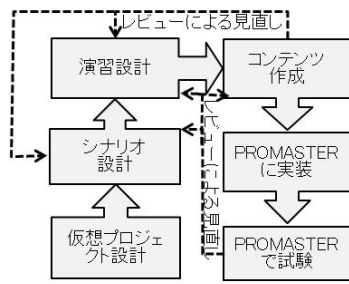 レビューによる見直し
演習設計
コンテンツ
作成
シナリオ
設計
レビューによる見直し
PROMASTER
に実装
仮想プロジェ
クト設計
PROMASTER
で試験